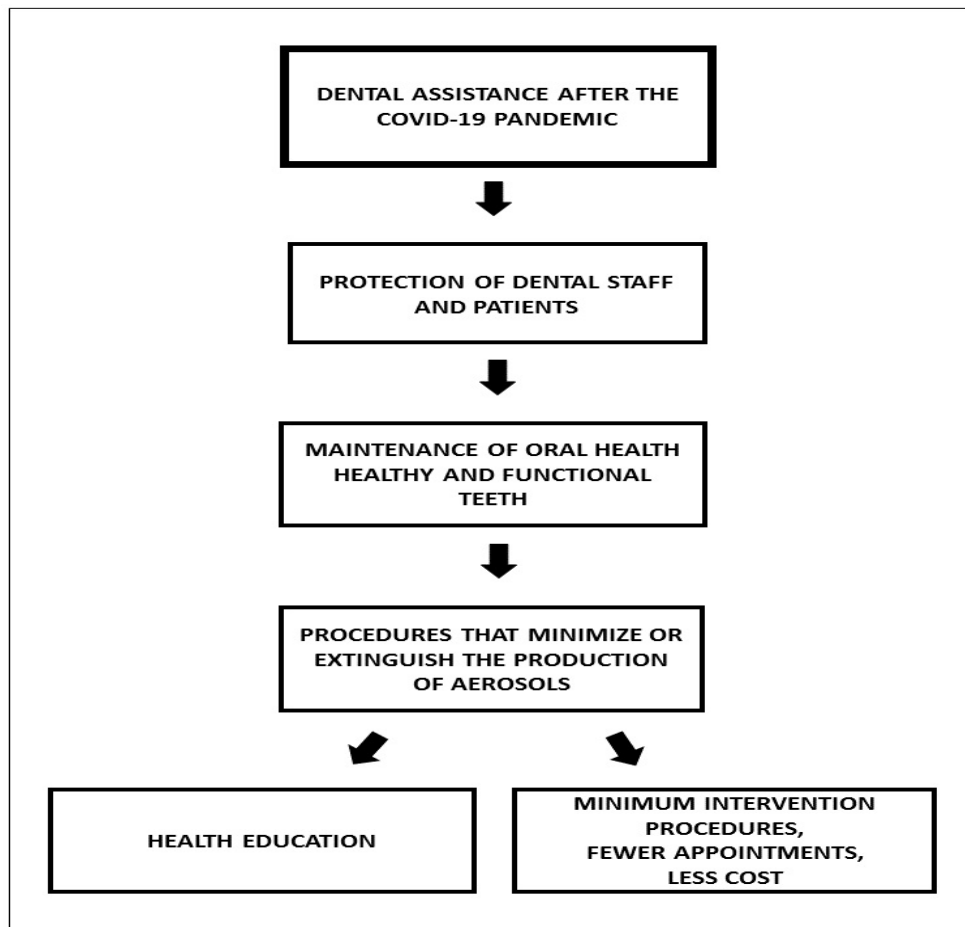 DENTAL ASSISTANCE AFTER THE
COVID-19 PANDEMIC
PROTECTION OF DENTAL STAFF
AND PATIENTS
MAINTENANCE OF ORAL HEALTH
HEALTHY AND FUNCTIONAL
TEETH
PROCEDURES THAT MINIMIZE OR
EXTINGUISH THE PRODUCTION
OF AEROSOLS
HEALTH EDUCATION
MINIMUM INTERVENTION
PROCEDURES,
FEWER APPOINTMENTS,
LESS COST